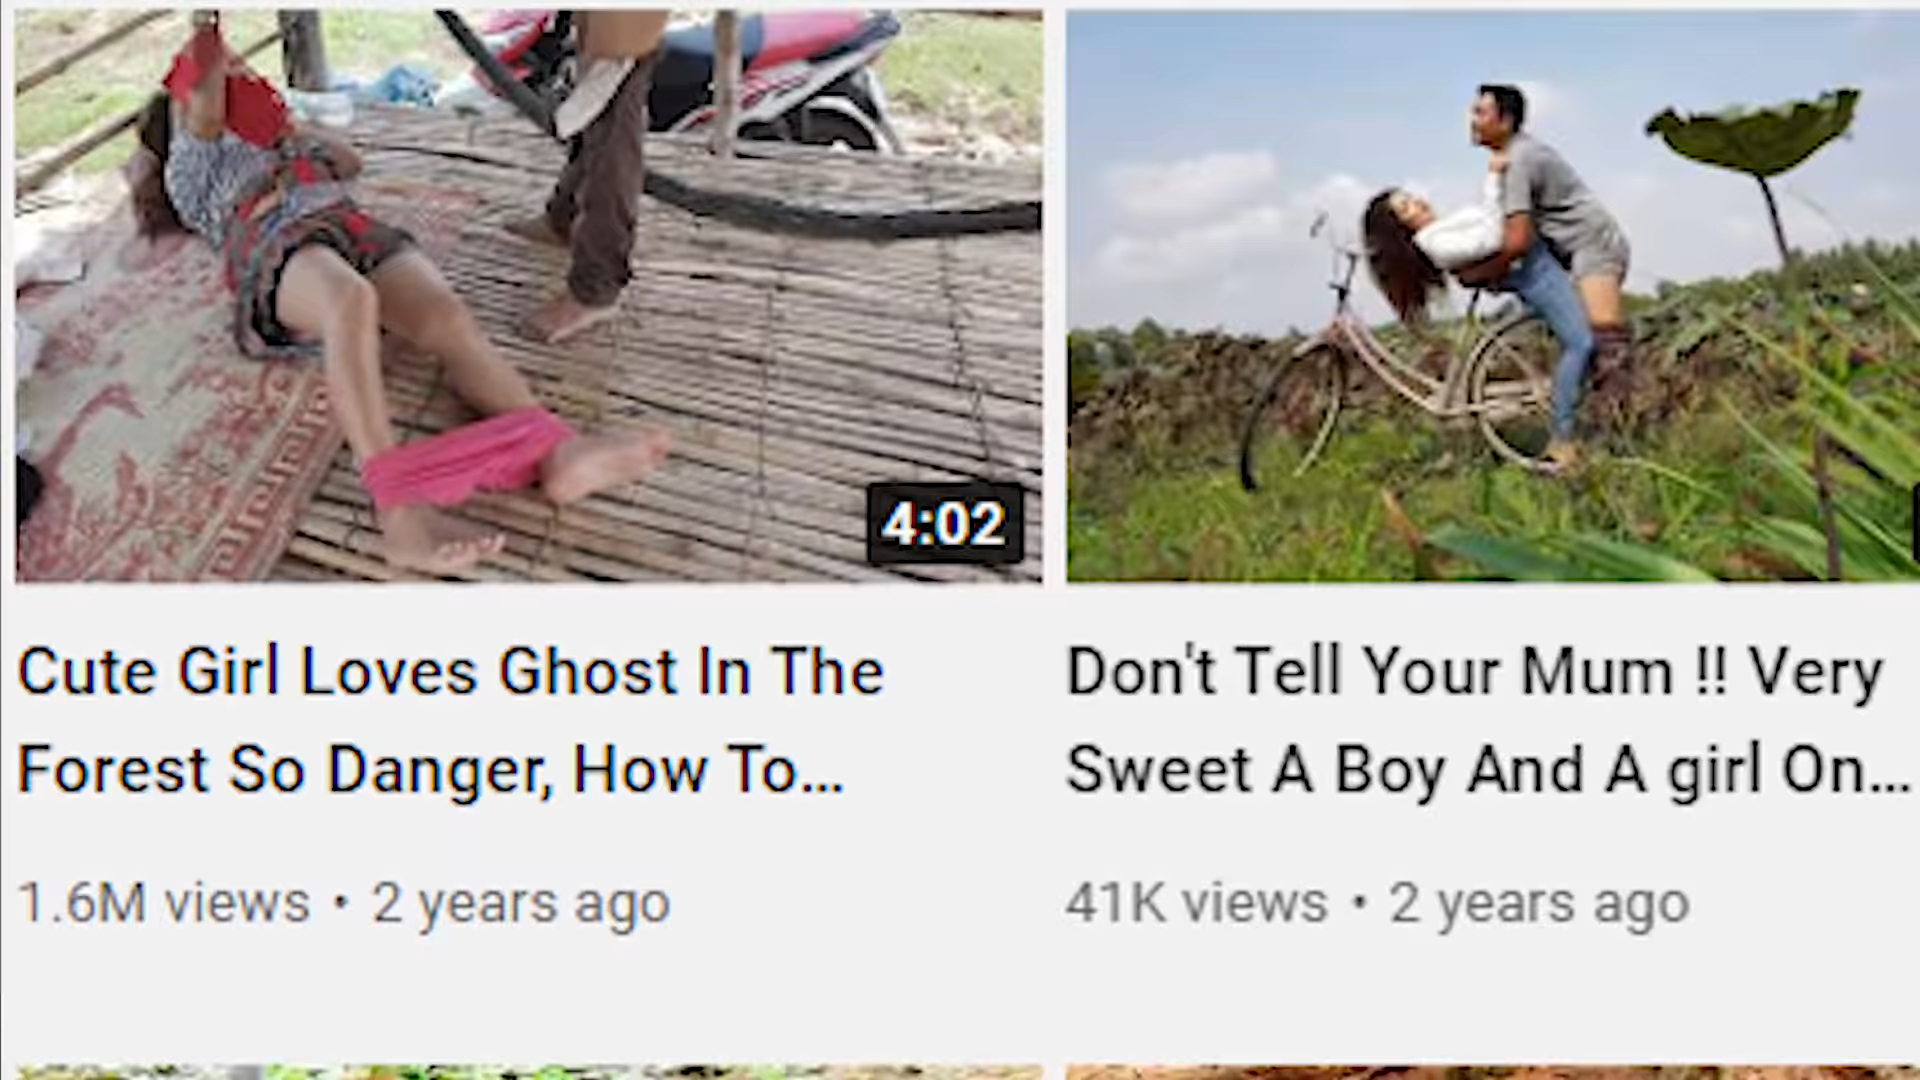 4:02
Cute Girl Loves Ghost In The
Forest So Danger, How To...
1.6M views • 2 years ago
Don't Tell Your Mum !! Very
Sweet A Boy And A girl On...
41K views • 2 years ago